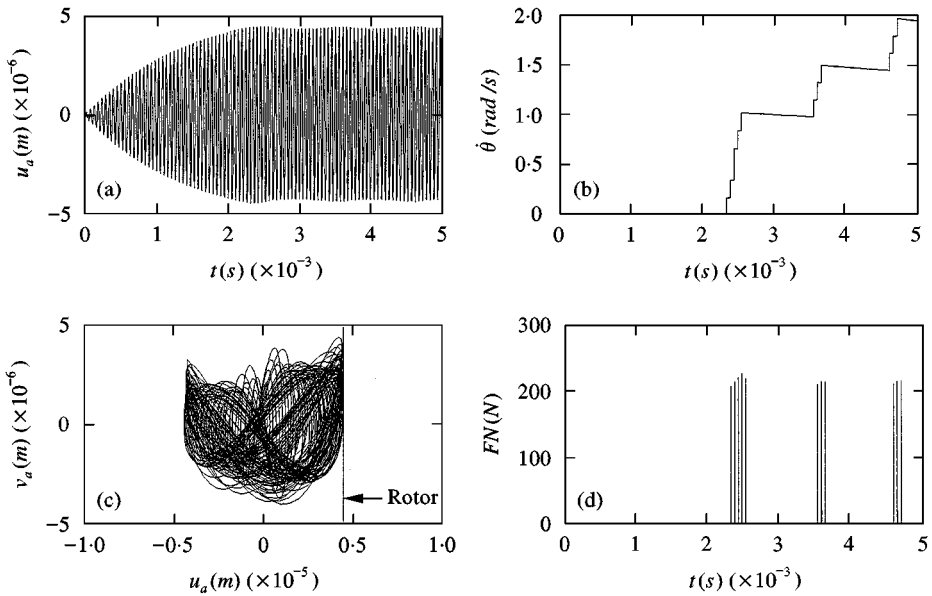 5
0
−5
0 1 2 3 4 5
u_a(m) (×10⁻⁶)
(a)
t(s) (×10⁻³)
2·0
1·5
1·0
0·5
0
0 1 2 3 4 5
θ̇ (rad/s)
(b)
t(s) (×10⁻³)
5
0
−5
−1·0 −0·5 0 0·5 1·0
v_a(m) (×10⁻⁶)
(c)
Rotor
u_a(m) (×10⁻⁵)
300
200
100
0
0 1 2 3 4 5
FN(N)
(d)
t(s) (×10⁻³)